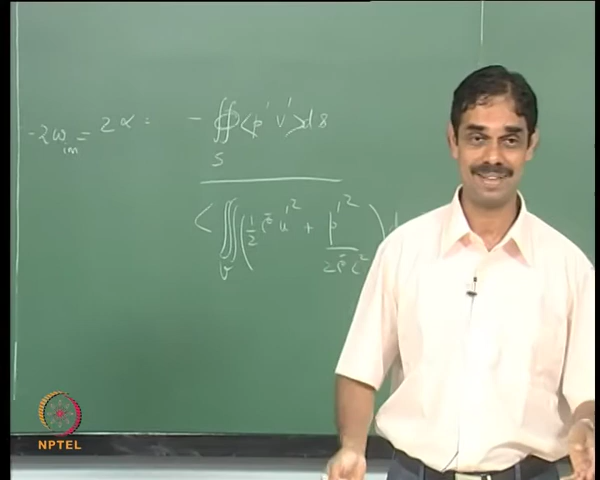 -2ω_im = 2α = - ∯_S <p' v'> ds
< ∭_v ( 1/2 ρ̄ u'^2 + p'^2 / 2ρ̄ c̄^2 )
NPTEL